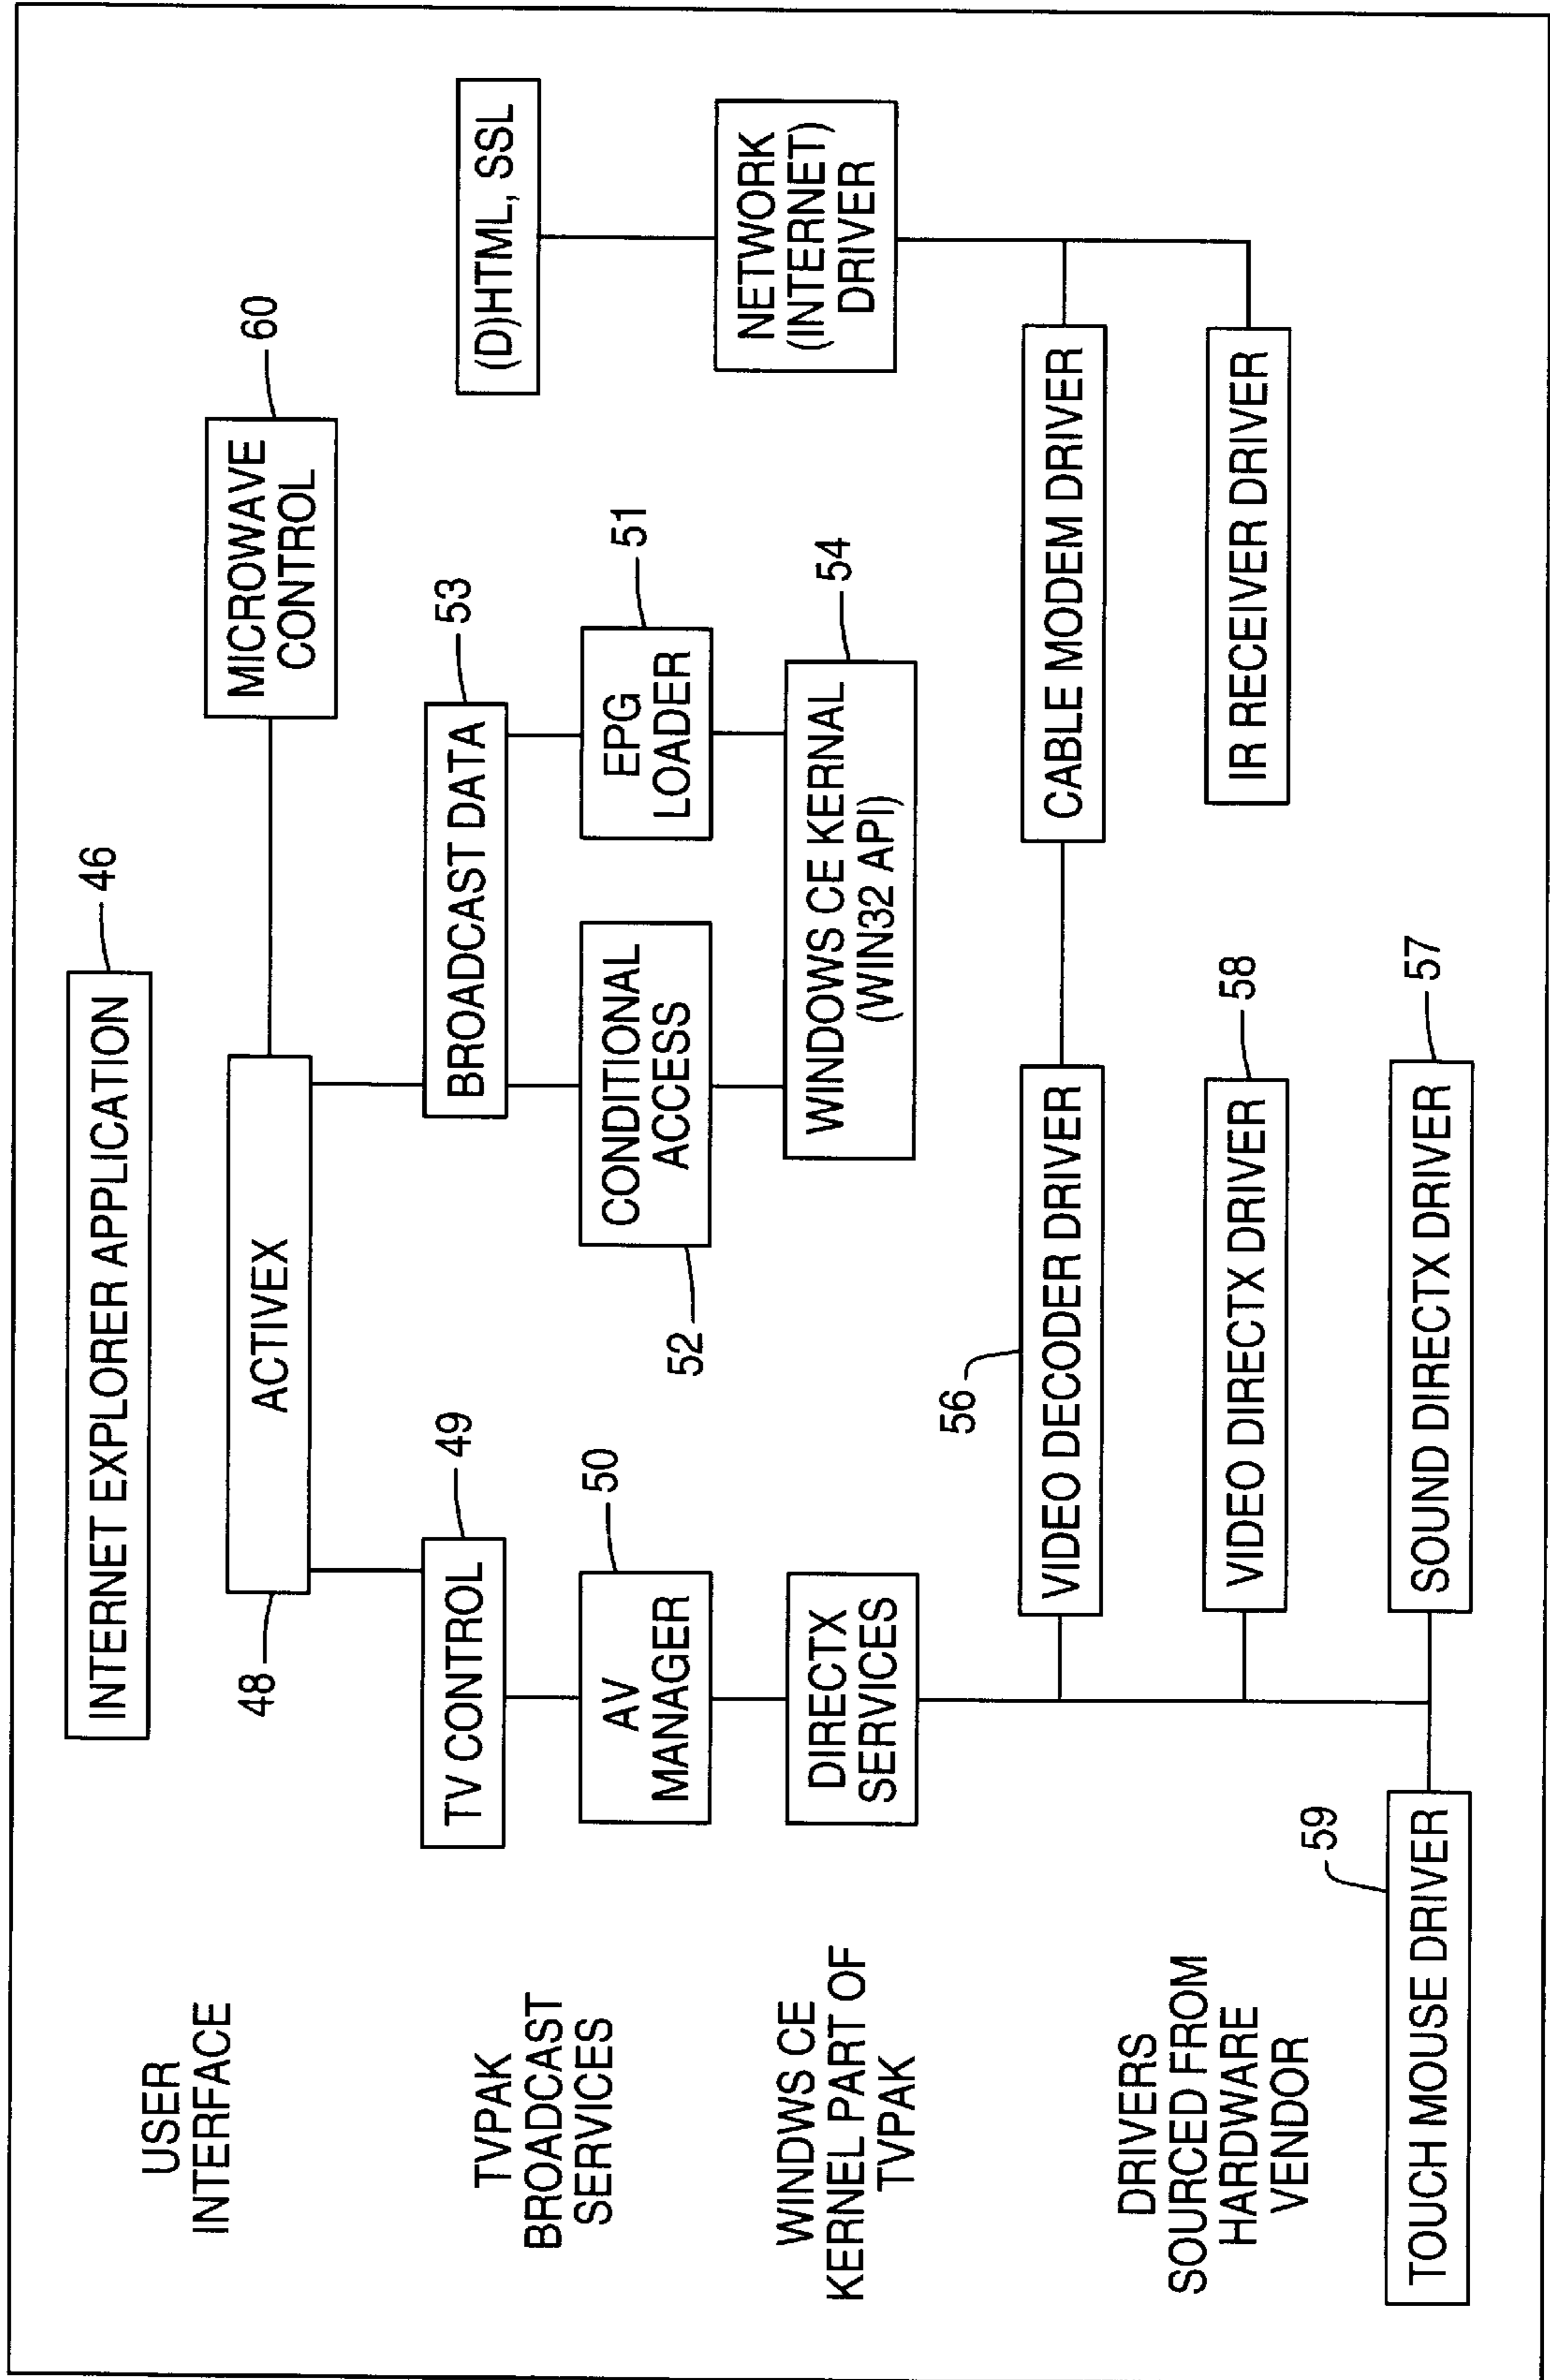 INTERNET EXPLORER APPLICATION
46
USER
INTERFACE
48
ACTIVEX
MICROWAVE
CONTROL
60
TVPAK
BROADCAST
SERVICES
TV CONTROL
49
BROADCAST DATA
53
(D)HTML, SSL
AV
MANAGER
50
52
CONDITIONAL
ACCESS
EPG
LOADER
51
WINDWS CE
KERNEL PART OF
TVPAK
DIRECTX
SERVICES
WINDOWS CE KERNAL
(WIN32 API)
54
NETWORK
(INTERNET)
DRIVER
DRIVERS
SOURCED FROM
HARDWARE
VENDOR
56
VIDEO DECODER DRIVER
CABLE MODEM DRIVER
VIDEO DIRECTX DRIVER
58
IR RECEIVER DRIVER
59
TOUCH MOUSE DRIVER
SOUND DIRECTX DRIVER
57